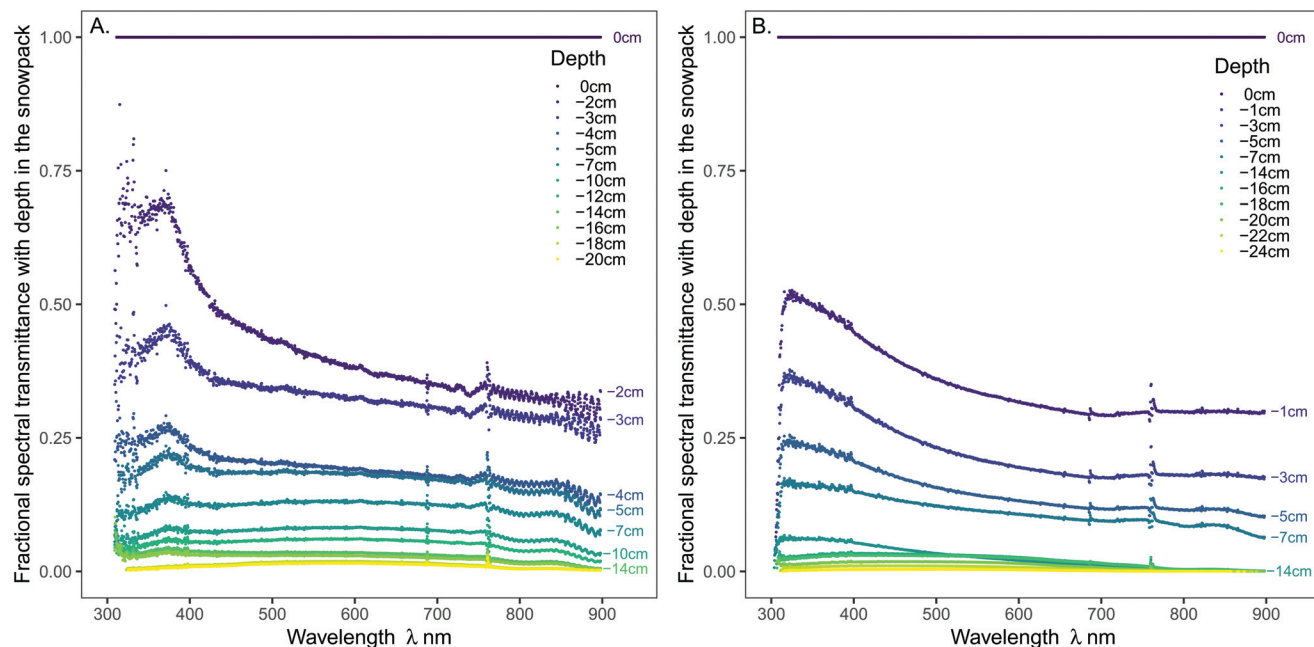 Fractional spectral transmittance with depth in the snowpack
A.
1.00
0.75
0.50
0.25
0.00
0cm
Depth
0cm
−2cm
−3cm
−4cm
−5cm
−7cm
−10cm
−12cm
−14cm
−16cm
−18cm
−20cm
−2cm
−3cm
−4cm
−5cm
−7cm
−10cm
−14cm
300 400 500 600 700 800 900
Wavelength λ nm
Fractional spectral transmittance with depth in the snowpack
B.
1.00
0.75
0.50
0.25
0.00
0cm
Depth
0cm
−1cm
−3cm
−5cm
−7cm
−14cm
−16cm
−18cm
−20cm
−22cm
−24cm
−1cm
−3cm
−5cm
−7cm
−14cm
300 400 500 600 700 800 900
Wavelength λ nm